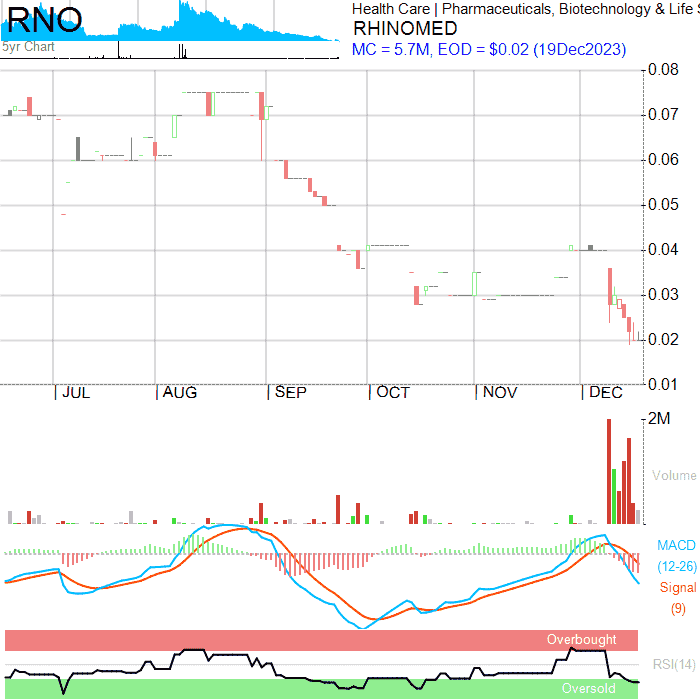 RNO
5yr Chart
Health Care | Pharmaceuticals, Biotechnology & Life S
RHINOMED
MC = 5.7M, EOD = $0.02 (19Dec2023)
0.08
0.07
0.06
0.05
0.04
0.03
0.02
0.01
JUL
AUG
SEP
OCT
NOV
DEC
2M
Volume
MACD
(12-26)
Signal
(9)
Overbought
RSI(14)
Oversold